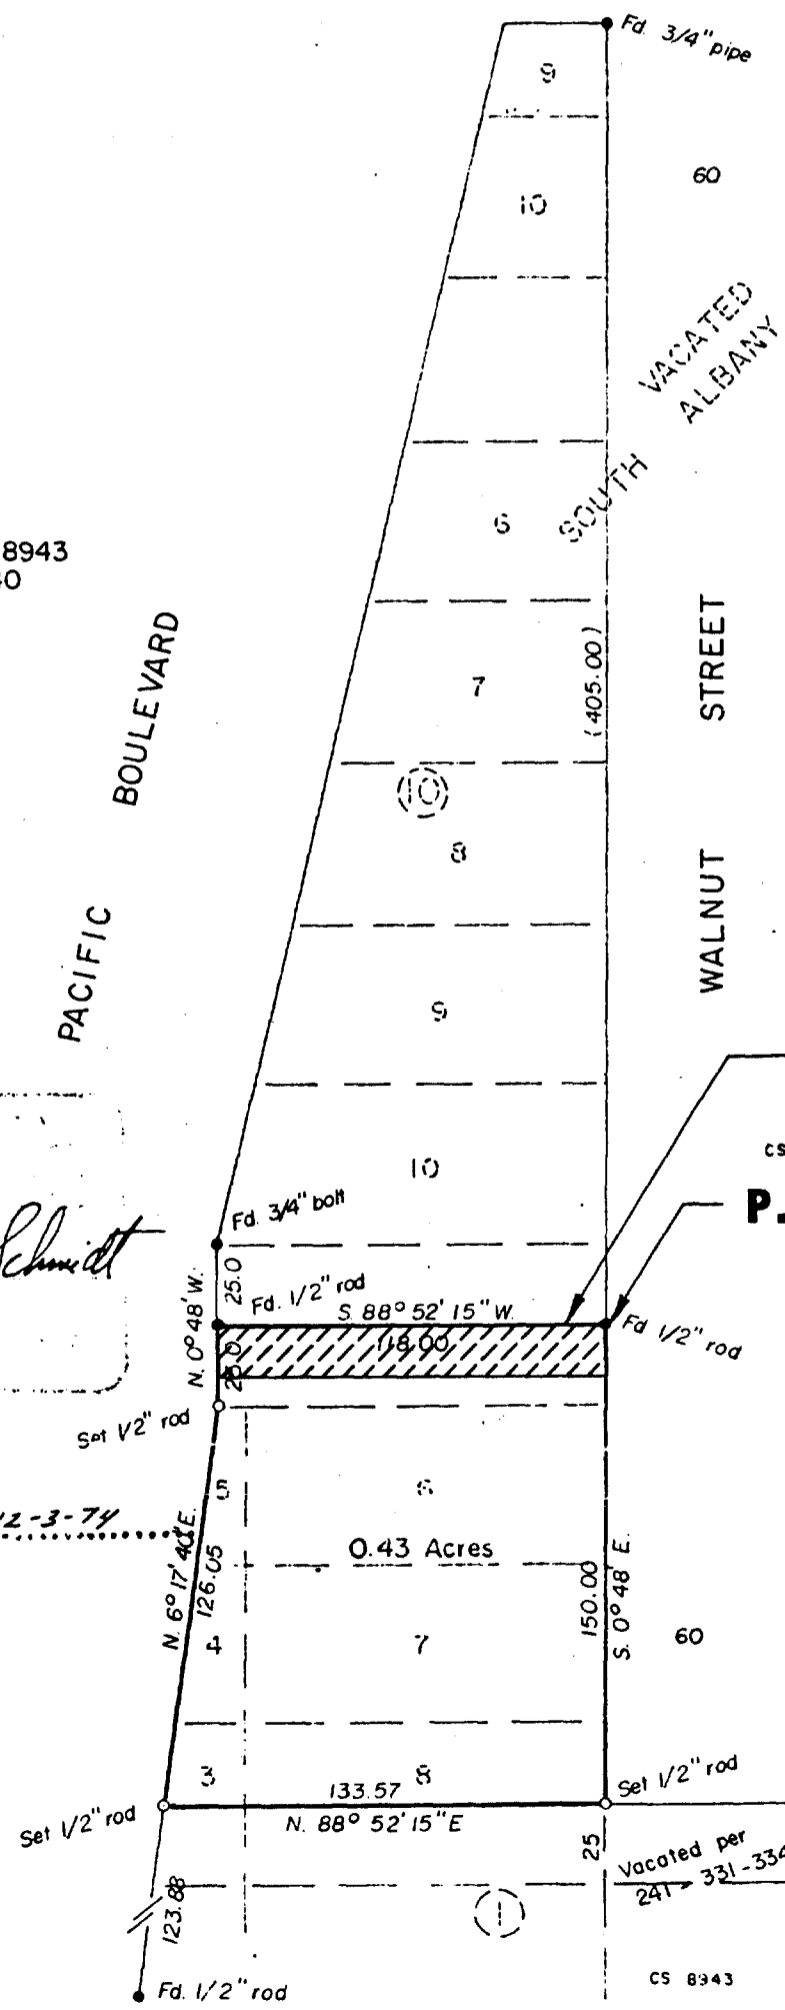 Fd. 3/4" pipe
9
60
10
VACATED
ALBANY
SOUTH
6
8943
BOULEVARD
PACIFIC
7
(405.00)
STREET
WALNUT
10
8
9
CS
P.
10
Schmidt
Fd. 3/4" bolt
25.0
Fd. 1/2" rod
S. 88° 52' 15" W.
118.00
Fd 1/2" rod
N. 0° 48' W.
Set 1/2" rod
5
6
12-3-74
0.43 Acres
N. 6° 17' 40" E.
126.05
150.00
S. 0° 48' E.
4
7
60
3
8
133.57
N. 88° 52' 15" E
Set 1/2" rod
Set 1/2" rod
25
Vacated per
241 - 331-334
123.88
1
Fd. 1/2" rod
CS 8943